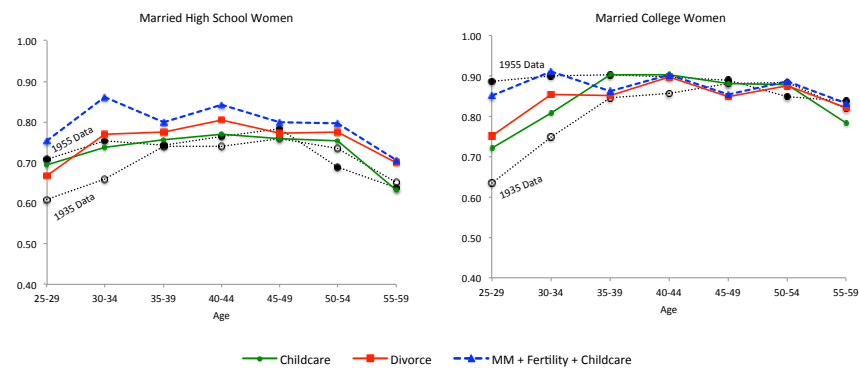 Married High School Women
1.00
0.90
0.80
0.70
0.60
0.50
0.40
1955 Data
1935 Data
25-29 30-34 35-39 40-44 45-49 50-54 55-59
Age
Married College Women
1.00
0.90
0.80
0.70
0.60
0.50
0.40
1955 Data
1935 Data
25-29 30-34 35-39 40-44 45-49 50-54 55-59
Age
Childcare Divorce MM + Fertility + Childcare